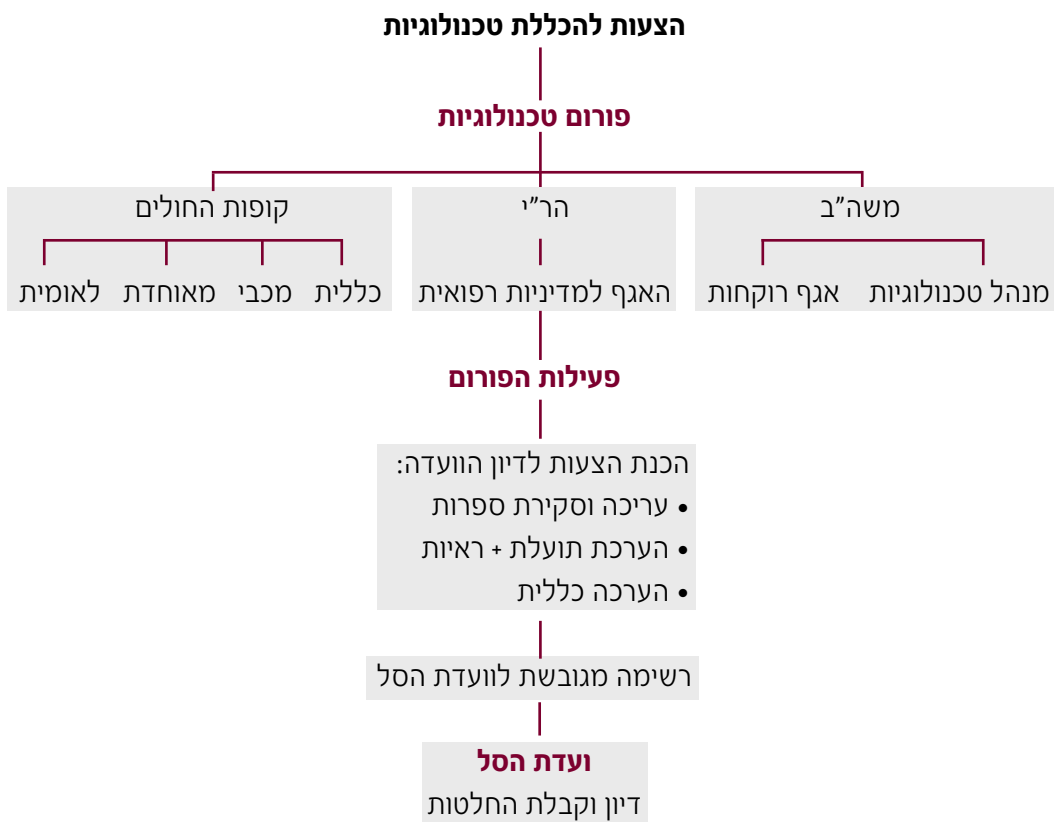 הצעות להכללת טכנולוגיות
פורום טכנולוגיות
משה"ב
הר"י
קופות החולים
מנהל טכנולוגיות
אגף רוקחות
האגף למדיניות רפואית
כללית
מכבי
מאוחדת
לאומית
פעילות הפורום
הכנת הצעות לדיון הוועדה:
• עריכה וסקירת ספרות
• הערכת תועלת + ראיות
• הערכה כללית
רשימה מגובשת לוועדת הסל
ועדת הסל
דיון וקבלת החלטות